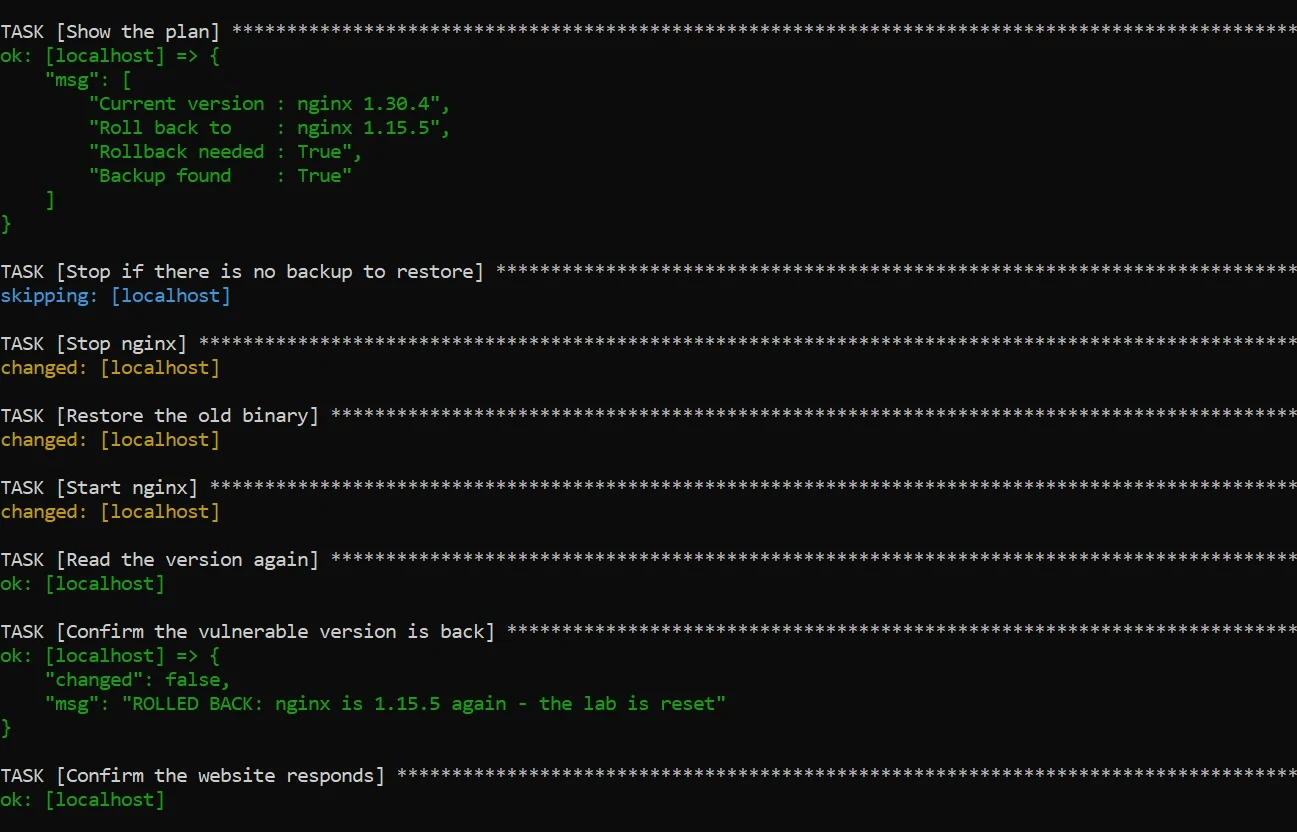 TASK [Show the plan] *************************************************************************************************
ok: [localhost] => {
    "msg": [
        "Current version : nginx 1.30.4",
        "Roll back to    : nginx 1.15.5",
        "Rollback needed : True",
        "Backup found    : True"
    ]
}
TASK [Stop if there is no backup to restore] *************************************************************************
skipping: [localhost]
TASK [Stop nginx] ****************************************************************************************************
changed: [localhost]
TASK [Restore the old binary] ****************************************************************************************
changed: [localhost]
TASK [Start nginx] ***************************************************************************************************
changed: [localhost]
TASK [Read the version again] ****************************************************************************************
ok: [localhost]
TASK [Confirm the vulnerable version is back] ************************************************************************
ok: [localhost] => {
    "changed": false,
    "msg": "ROLLED BACK: nginx is 1.15.5 again - the lab is reset"
}
TASK [Confirm the website responds] **********************************************************************************
ok: [localhost]